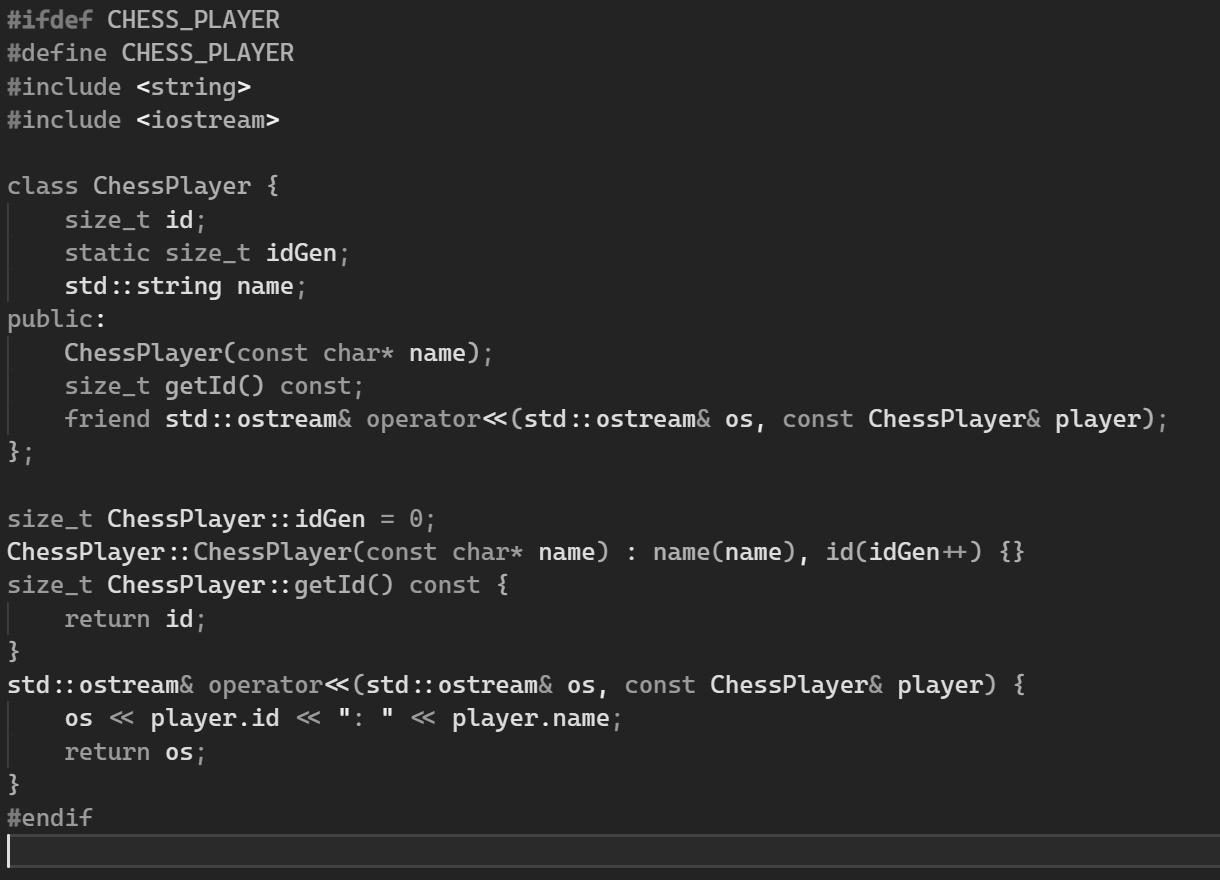 #ifdef CHESS_PLAYER
#define CHESS_PLAYER
#include <string>
#include <iostream>

class ChessPlayer {
    size_t id;
    static size_t idGen;
    std::string name;
public:
    ChessPlayer(const char* name);
    size_t getId() const;
    friend std::ostream& operator<<(std::ostream& os, const ChessPlayer& player);
};

size_t ChessPlayer::idGen = 0;
ChessPlayer::ChessPlayer(const char* name) : name(name), id(idGen++) {}
size_t ChessPlayer::getId() const {
    return id;
}
std::ostream& operator<<(std::ostream& os, const ChessPlayer& player) {
    os << player.id << ": " << player.name;
    return os;
}
#endif